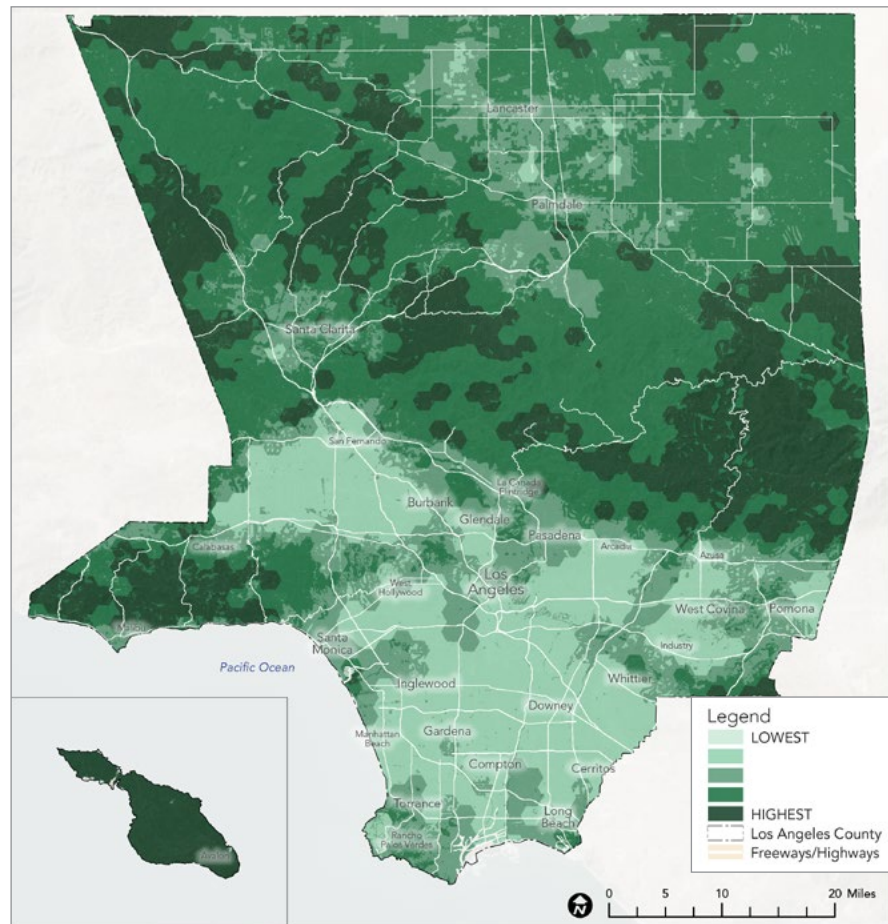 Lancaster
Palmdale
Santa Clarita
San Fernando
La Canada
Flintridge
Burbank
Glendale
Pasadena
Calabasas
Arcadia
Azusa
West
Hollywood
Los
Angeles
West Covina
Pomona
Malibu
Santa
Monica
Industry
Pacific Ocean
Inglewood
Whittier
Downey
Manhattan
Beach
Gardena
Compton
Cerritos
Torrance
Long
Beach
Rancho
Palos Verdes
Avalon
Legend
LOWEST
HIGHEST
Los Angeles County
Freeways/Highways
N
0 5 10 20 Miles